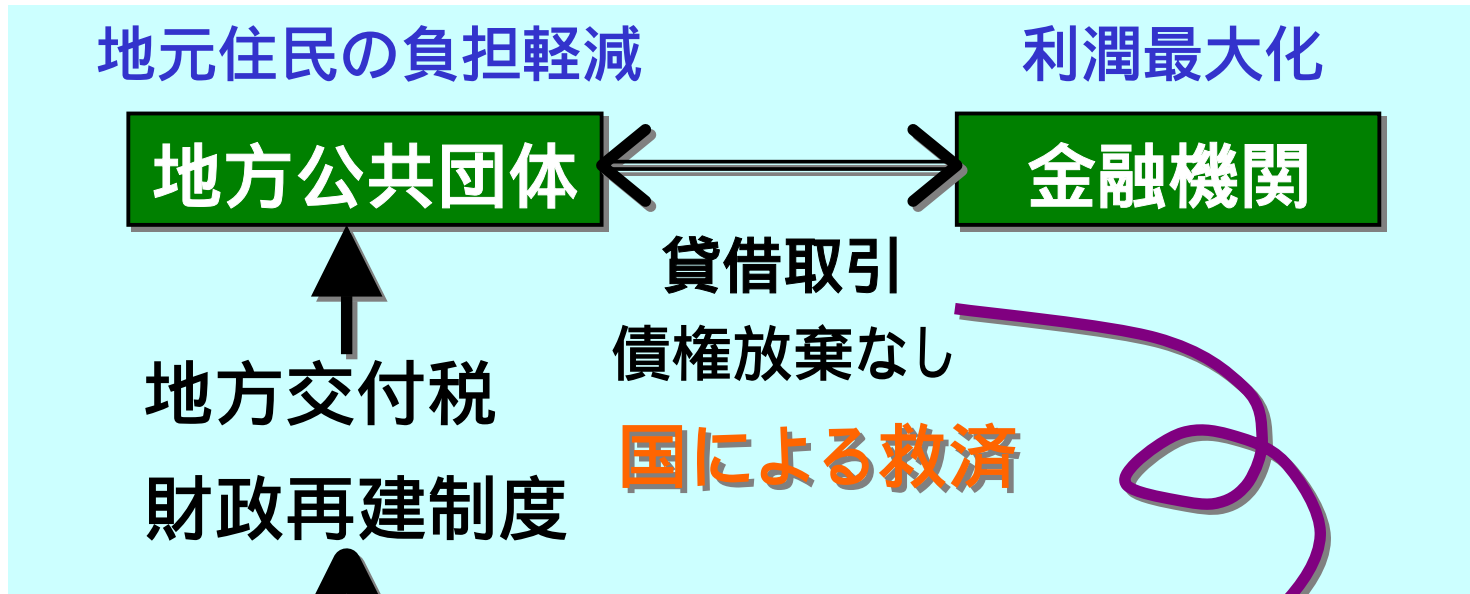 地元住民の負担軽減
利潤最大化
地方公共団体
金融機関
貸借取引
債権放棄なし
国による救済
地方交付税
財政再建制度